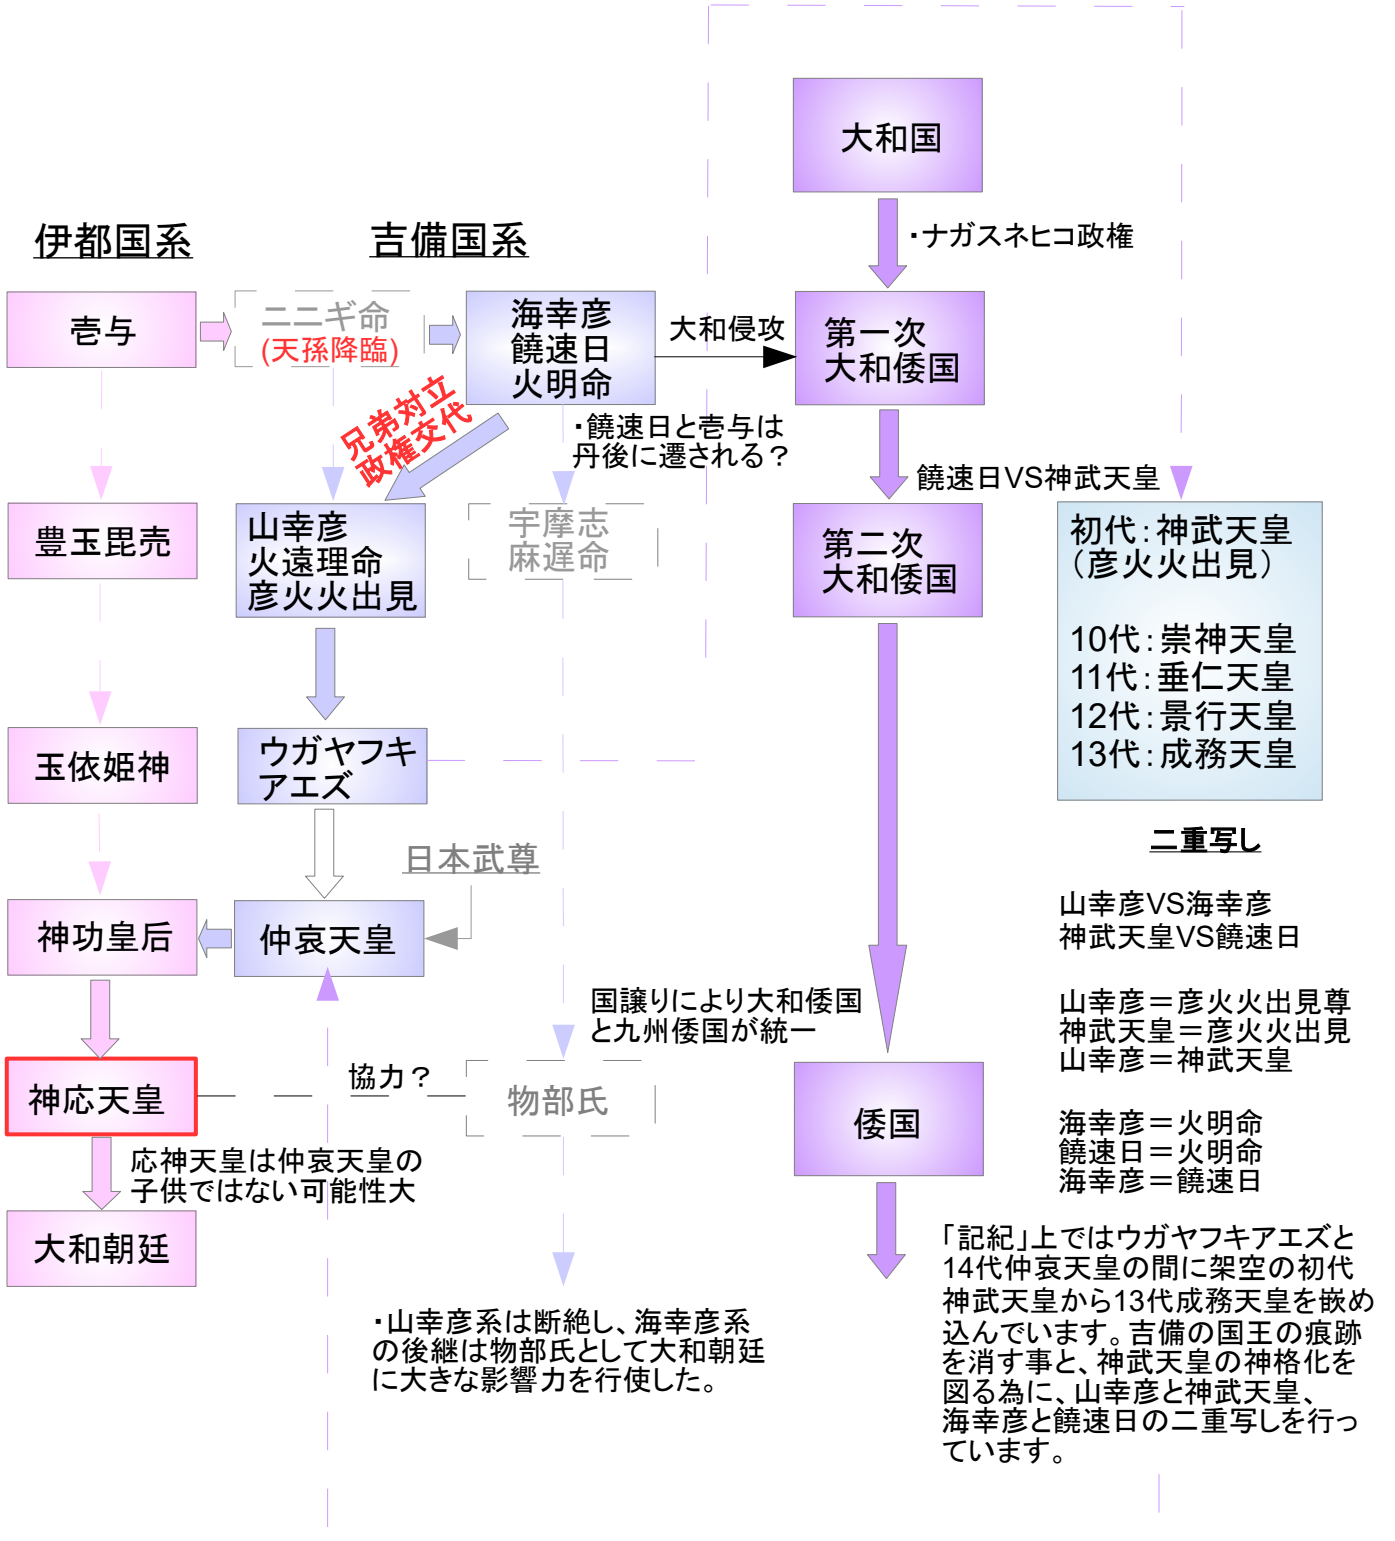 大和国
・ナガスネヒコ政権
伊都国系
吉備国系
壱与
ニニギ命
(天孫降臨)
海幸彦
饒速日
火明命
大和侵攻
第一次
大和倭国
兄弟対立
政権交代
・饒速日と壱与は
丹後に遷される？
饒速日VS神武天皇
豊玉毘売
山幸彦
火遠理命
彦火火出見
宇摩志
麻遅命
第二次
大和倭国
初代：神武天皇
（彦火火出見）
10代：崇神天皇
11代：垂仁天皇
12代：景行天皇
13代：成務天皇
玉依姫神
ウガヤフキ
アエズ
二重写し
日本武尊
山幸彦VS海幸彦
神武天皇VS饒速日
神功皇后
仲哀天皇
国譲りにより大和倭国
と九州倭国が統一
山幸彦＝彦火火出見尊
神武天皇＝彦火火出見
山幸彦＝神武天皇
神応天皇
協力？
物部氏
倭国
海幸彦＝火明命
饒速日＝火明命
海幸彦＝饒速日
応神天皇は仲哀天皇の
子供ではない可能性大
大和朝廷
「記紀」上ではウガヤフキアエズと
14代仲哀天皇の間に架空の初代
神武天皇から13代成務天皇を嵌め
込んでいます。吉備の国王の痕跡
を消す事と、神武天皇の神格化を
図る為に、山幸彦と神武天皇、
海幸彦と饒速日の二重写しを行っ
ています。
・山幸彦系は断絶し、海幸彦系
の後継は物部氏として大和朝廷
に大きな影響力を行使した。